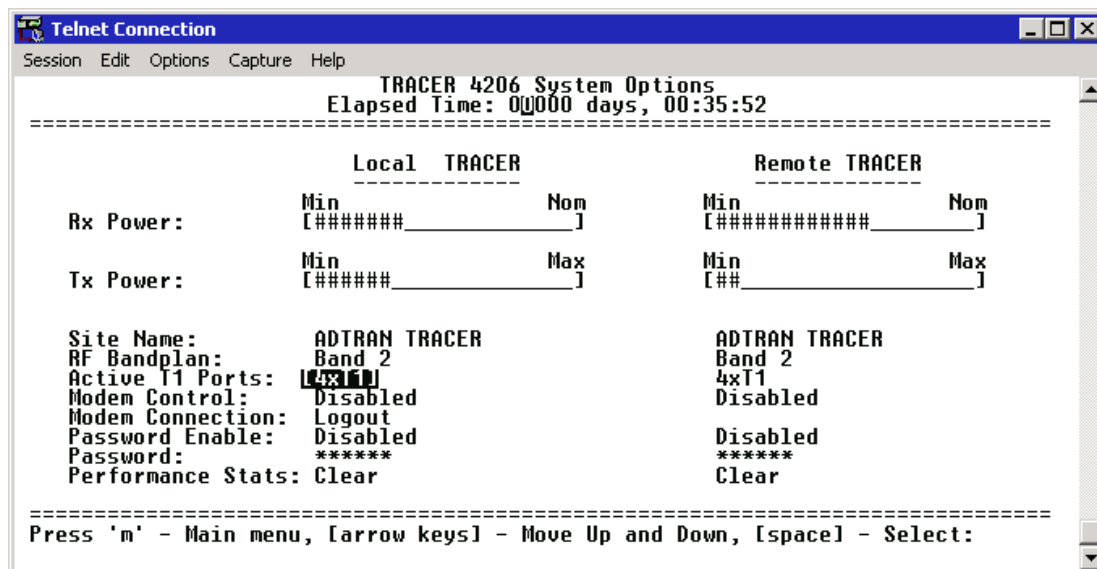 Telnet Connection
Session Edit Options Capture Help
TRACER 4206 System Options
Elapsed Time: 00000 days, 00:35:52
================================================================================
Local TRACER Remote TRACER
------------- -------------
Min Nom Min Nom
Rx Power: [#######_____________] [############________]
Min Max Min Max
Tx Power: [######______________] [##__________________]
Site Name: ADTRAN TRACER ADTRAN TRACER
RF Bandplan: Band 2 Band 2
Active T1 Ports: [4xT1] 4xT1
Modem Control: Disabled Disabled
Modem Connection: Logout
Password Enable: Disabled Disabled
Password: ****** ******
Performance Stats: Clear Clear
================================================================================
Press 'm' - Main menu, [arrow keys] - Move Up and Down, [space] - Select: